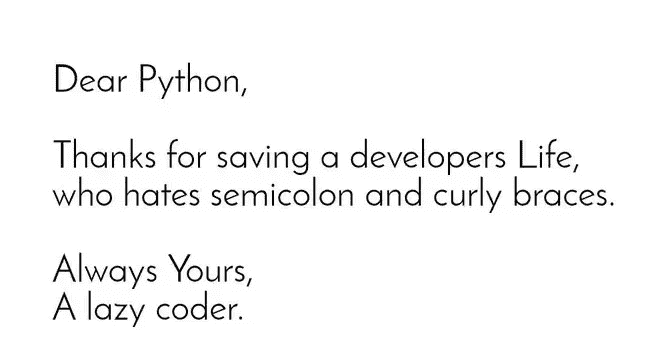 Dear Python,
Thanks for saving a developers Life,
who hates semicolon and curly braces.
Always Yours,
A lazy coder.